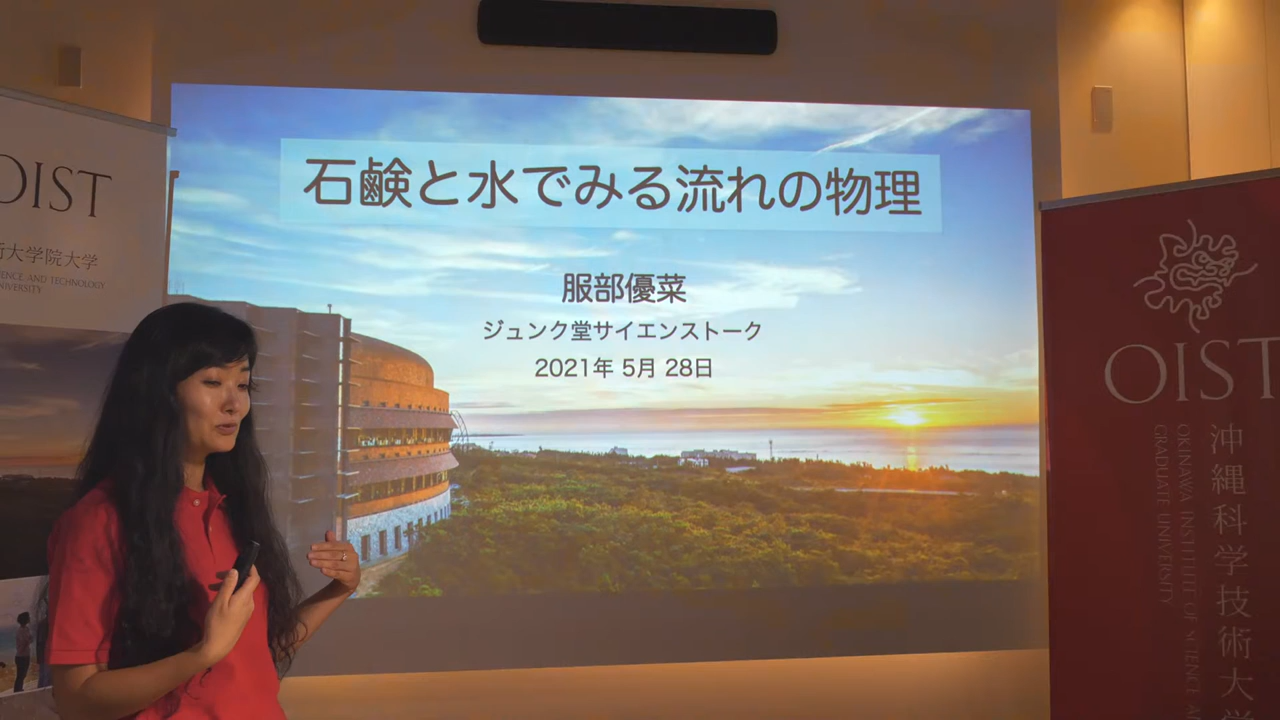 石鹸と水でみる流れの物理
服部優菜
ジュンク堂サイエンストーク
2021年 5月 28日
OIST
術大学院大学
ENCE AND TECHNOLOGY
UNIVERSITY
OIST
沖縄科学技術大学
OKINAWA INSTITUTE OF SCIENCE A
GRADUATE UNIVERSITY